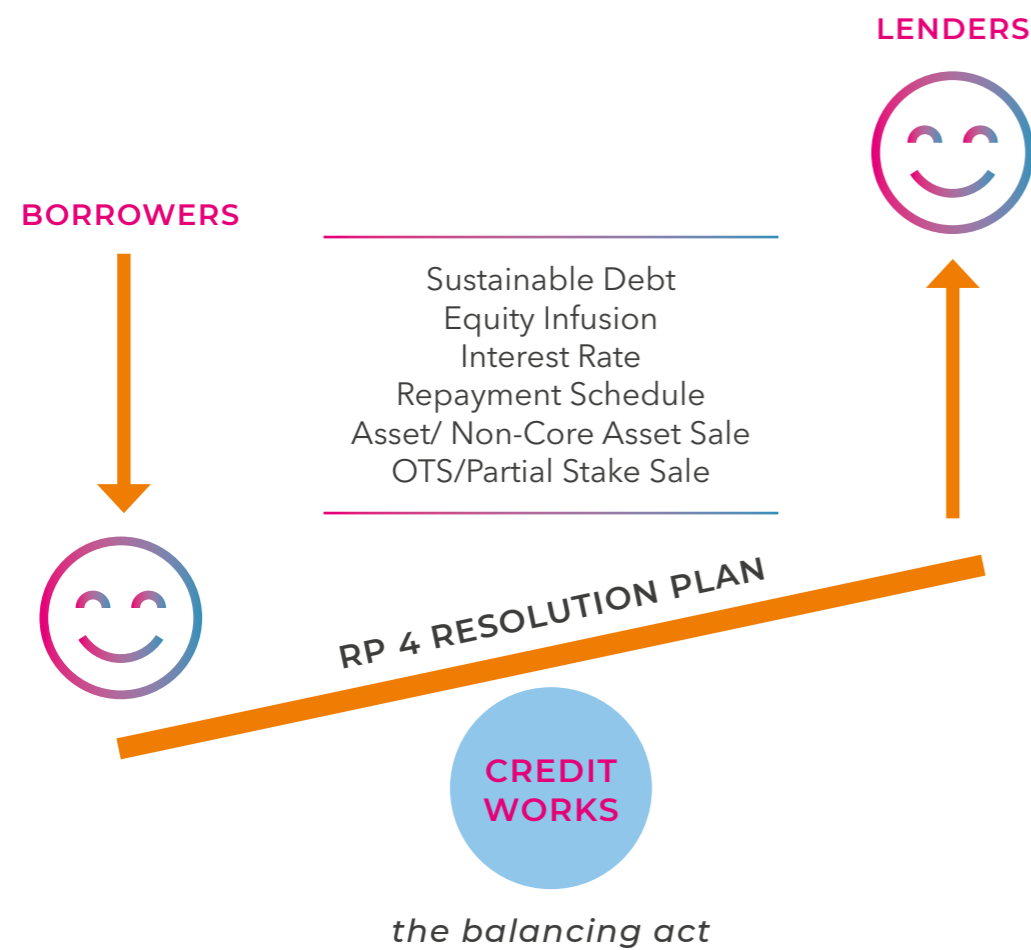 LENDERS
BORROWERS
Sustainable Debt
Equity Infusion
Interest Rate
Repayment Schedule
Asset/ Non-Core Asset Sale
OTS/Partial Stake Sale
RP 4 RESOLUTION PLAN
CREDIT
WORKS
the balancing act